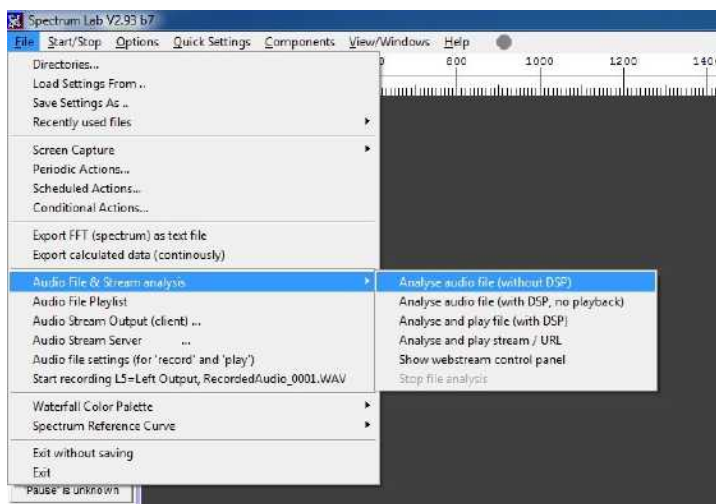 Spectrum Lab V2.93 b7
File Start/Stop Options Quick Settings Components View/Windows Help
800 1000 1200
Directories...
Load Settings From ..
Save Settings As ..
Recently used files
Screen Capture
Periodic Actions...
Scheduled Actions...
Conditional Actions...
Export FFT (spectrum) as text file
Export calculated data (continously)
Audio File & Stream analysis
Analyse audio file (without DSP)
Audio File Playlist
Analyse audio file (with DSP, no playback)
Audio Stream Output (client) ...
Analyse and play file (with DSP)
Audio Stream Server ...
Analyse and play stream / URL
Audio file settings (for 'record' and 'play')
Show webstream control panel
Start recording L5=Left Output, RecordedAudio_0001.WAV
Stop file analysis
Waterfall Color Palette
Spectrum Reference Curve
Exit without saving
Exit
"Pause" is unknown